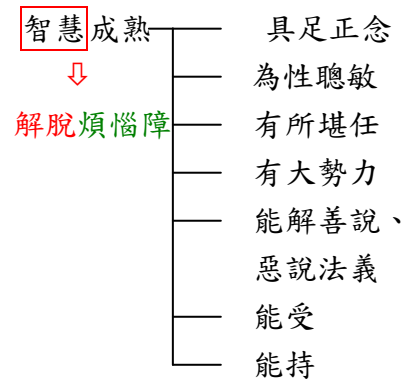 智慧成熟
⇩
解脫煩惱障
具足正念
為性聰敏
有所堪任
有大勢力
能解善說、
惡說法義
能受
能持